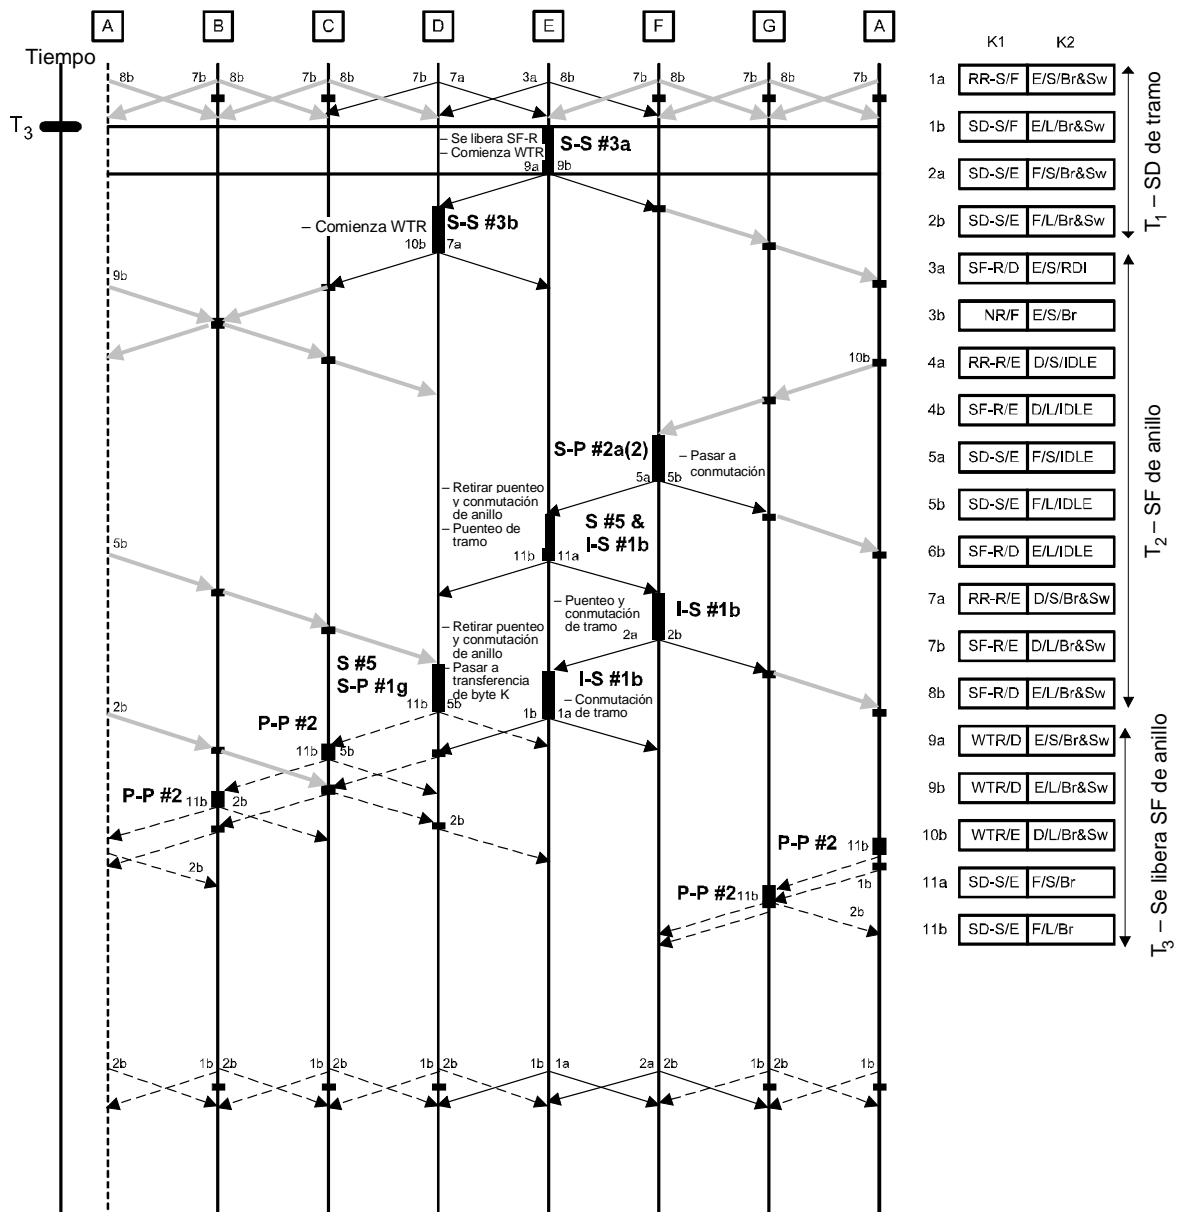 A B C D E F G A
K1 K2
Tiempo
8b 7b 8b 7b 8b 7b 7a 3a 8b 7b 8b 7b 8b 7b
T3
– Se libera SF-R
– Comienza WTR
S-S #3a
9a 9b
– Comienza WTR
S-S #3b
10b 7a
9b
10b
S-P #2a(2)
– Pasar a
conmutación
5a 5b
– Retirar puenteo
y conmutación
de anillo
– Puenteo de
tramo
S #5 &
I-S #1b
11b 11a
5b
– Puenteo y
conmutación
de tramo
I-S #1b
2a 2b
– Retirar puenteo
y conmutación
de anillo
– Pasar a
transferencia
de byte K
S #5
S-P #1g
11b 5b
I-S #1b
– Conmutación
de tramo
1b 1a
2b
P-P #2
11b 5b
P-P #2
11b 2b
2b
2b
P-P #2
11b
1b
P-P #2
11b
2b
2b 1b 2b 1b 2b 1b 2b 1b 1a 2a 2b 1b 2b 1b
1a RR-S/F E/S/Br&Sw
1b SD-S/F E/L/Br&Sw
2a SD-S/E F/S/Br&Sw
2b SD-S/E F/L/Br&Sw
3a SF-R/D E/S/RDI
3b NR/F E/S/Br
4a RR-R/E D/S/IDLE
4b SF-R/E D/L/IDLE
5a SD-S/E F/S/IDLE
5b SD-S/E F/L/IDLE
6b SF-R/D E/L/IDLE
7a RR-R/E D/S/Br&Sw
7b SF-R/E D/L/Br&Sw
8b SF-R/D E/L/Br&Sw
9a WTR/D E/S/Br&Sw
9b WTR/D E/L/Br&Sw
10b WTR/E D/L/Br&Sw
11a SD-S/E F/S/Br
11b SD-S/E F/L/Br
T1 – SD de tramo
T2 – SF de anillo
T3 – Se libera SF de anillo